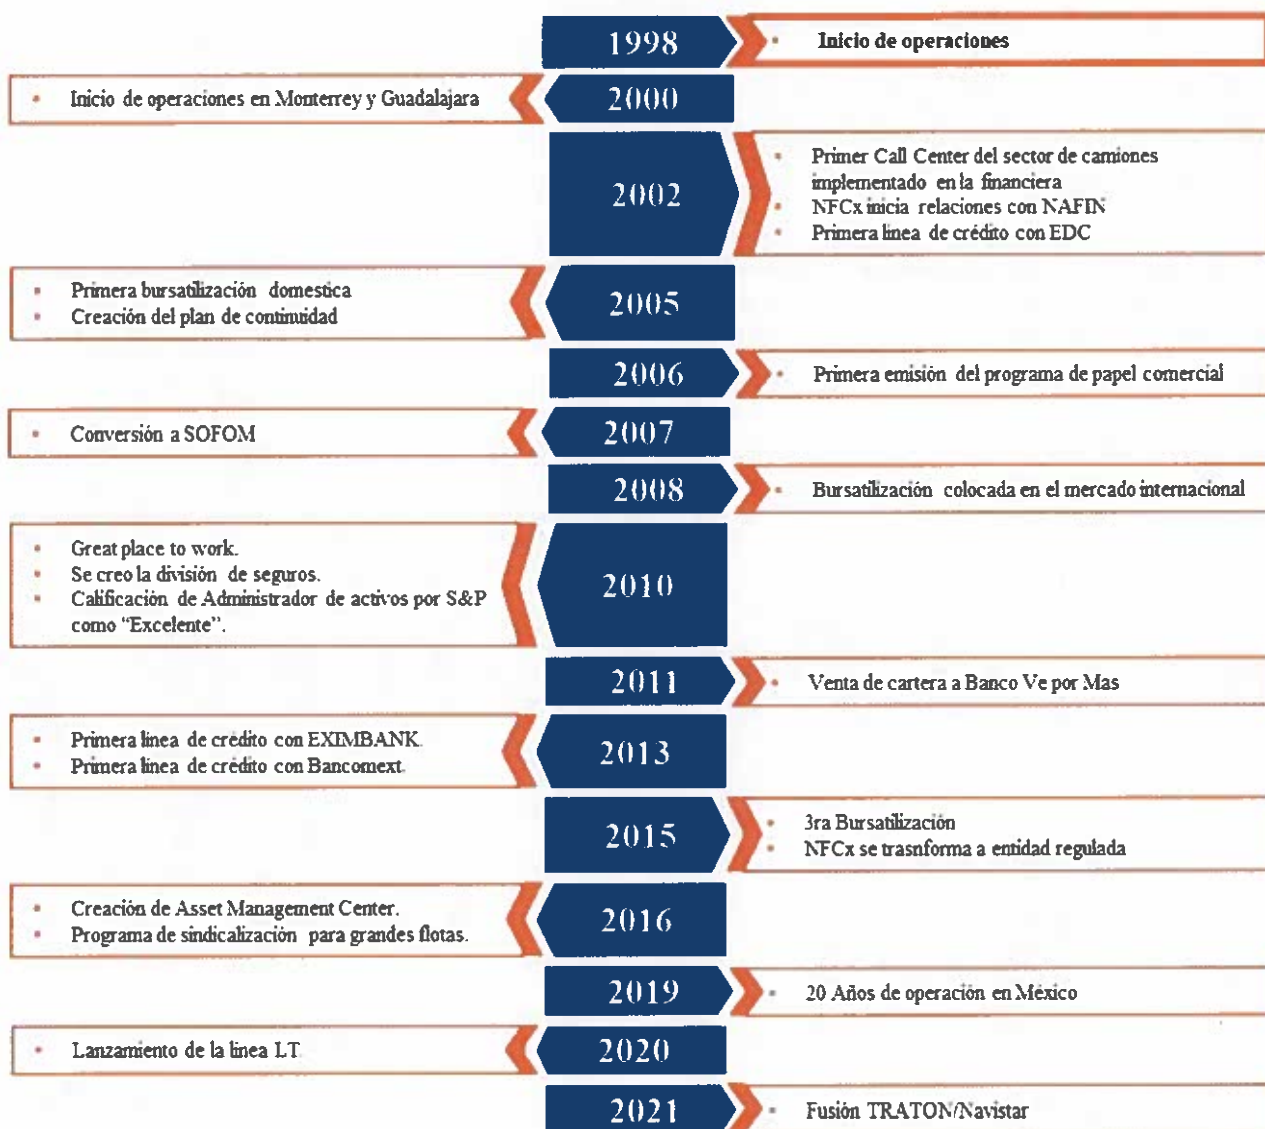 1998
• Inicio de operaciones
• Inicio de operaciones en Monterrey y Guadalajara
2000
2002
• Primer Call Center del sector de camiones
implementado en la financiera
• NFCx inicia relaciones con NAFIN
• Primera linea de crédito con EDC
• Primera bursatilización domestica
• Creación del plan de continuidad
2005
2006
• Primera emisión del programa de papel comercial
• Conversión a SOFOM
2007
2008
• Bursatilización colocada en el mercado internacional
• Great place to work.
• Se creo la división de seguros.
• Calificación de Administrador de activos por S&P
como “Excelente”.
2010
2011
• Venta de cartera a Banco Ve por Mas
• Primera linea de crédito con EXIMBANK.
• Primera linea de crédito con Bancomext.
2013
2015
• 3ra Bursatilización
• NFCx se trasnforma a entidad regulada
• Creación de Asset Management Center.
• Programa de sindicalización para grandes flotas.
2016
2019
• 20 Años de operación en México
• Lanzamiento de la linea LT
2020
2021
• Fusión TRATON/Navistar